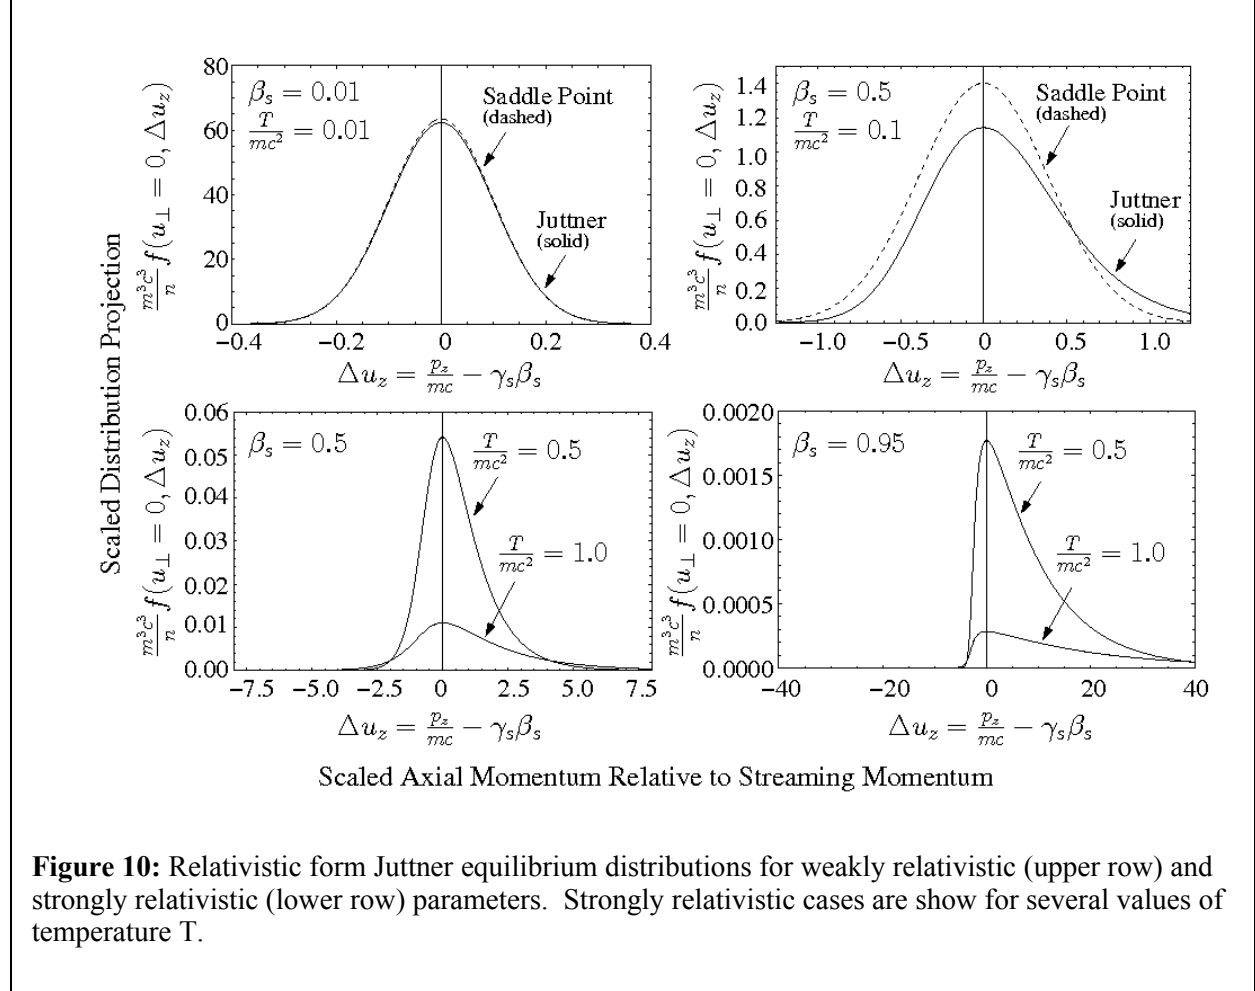 Scaled Distribution Projection
m³c³/n f(u⊥ = 0, Δu_z)
80
60
40
20
0
β_s = 0.01
T/mc² = 0.01
Saddle Point
(dashed)
Juttner
(solid)
−0.4 −0.2 0 0.2 0.4
Δu_z = p_z/mc − γ_sβ_s
m³c³/n f(u⊥ = 0, Δu_z)
1.4
1.2
1.0
0.8
0.6
0.4
0.2
0.0
β_s = 0.5
T/mc² = 0.1
Saddle Point
(dashed)
Juttner
(solid)
−1.0 −0.5 0 0.5 1.0
Δu_z = p_z/mc − γ_sβ_s
m³c³/n f(u⊥ = 0, Δu_z)
0.06
0.05
0.04
0.03
0.02
0.01
0.00
β_s = 0.5
T/mc² = 0.5
T/mc² = 1.0
−7.5 −5.0 −2.5 0 2.5 5.0 7.5
Δu_z = p_z/mc − γ_sβ_s
m³c³/n f(u⊥ = 0, Δu_z)
0.0020
0.0015
0.0010
0.0005
0.0000
β_s = 0.95
T/mc² = 0.5
T/mc² = 1.0
−40 −20 0 20 40
Δu_z = p_z/mc − γ_sβ_s
Scaled Axial Momentum Relative to Streaming Momentum
Figure 10: Relativistic form Juttner equilibrium distributions for weakly relativistic (upper row) and
strongly relativistic (lower row) parameters. Strongly relativistic cases are show for several values of
temperature T.